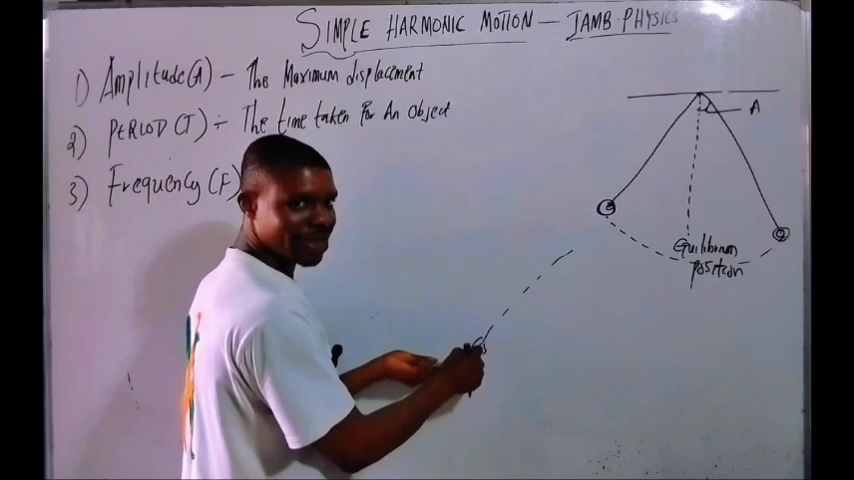 SIMPLE HARMONIC MOTION - JAMB PHYSICS
1) Amplitude(A) - The Maximum displacement
2) PERIOD(T) ÷ The time taken for An Object
3) Frequency(F)
A
Equilibrium
position